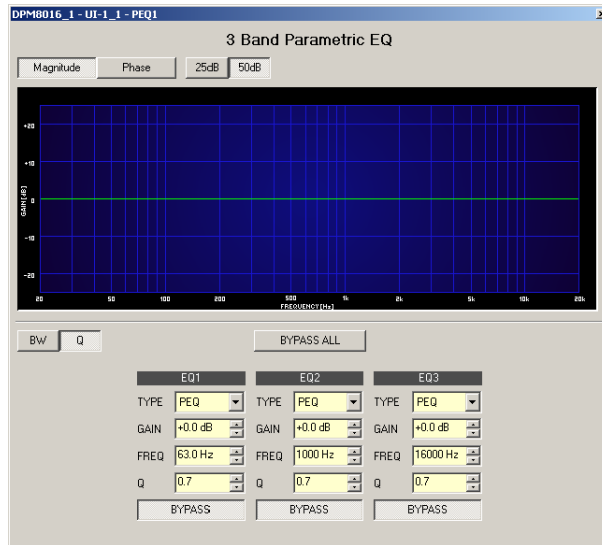 DPM8016_1 - UI-1_1 - PEQ1
3 Band Parametric EQ
Magnitude Phase 25dB 50dB
+20
+10
0
-10
-20
GAIN[dB]
20 50 100 200 500 1k 2k 5k 10k 20k
FREQUENCY[Hz]
BW Q BYPASS ALL
EQ1 EQ2 EQ3
TYPE PEQ TYPE PEQ TYPE PEQ
GAIN +0.0 dB GAIN +0.0 dB GAIN +0.0 dB
FREQ 63.0 Hz FREQ 1000 Hz FREQ 16000 Hz
Q 0.7 Q 0.7 Q 0.7
BYPASS BYPASS BYPASS